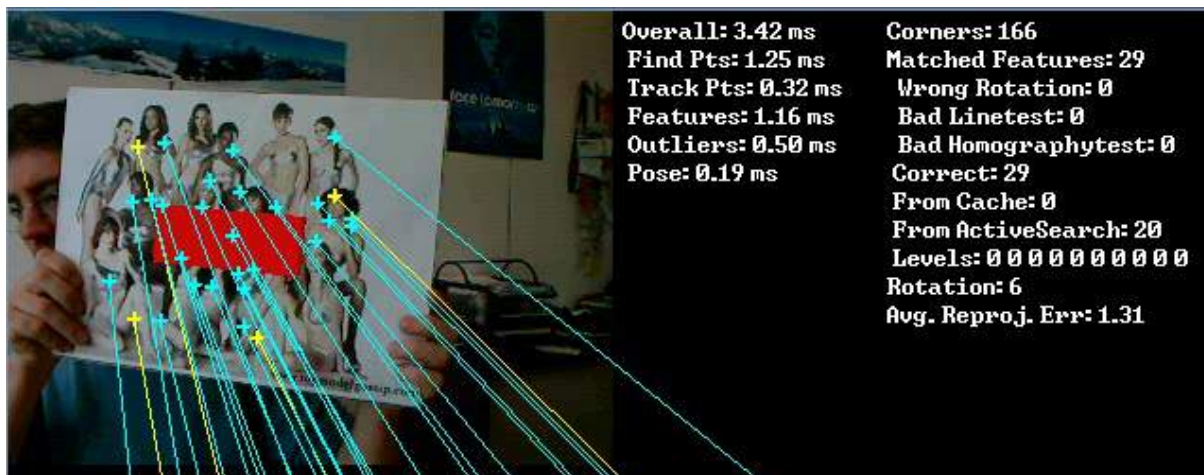 Overall: 3.42 ms
Find Pts: 1.25 ms
Track Pts: 0.32 ms
Features: 1.16 ms
Outliers: 0.50 ms
Pose: 0.19 ms
Corners: 166
Matched Features: 29
Wrong Rotation: 0
Bad Linetest: 0
Bad Homographytest: 0
Correct: 29
From Cache: 0
From ActiveSearch: 20
Levels: 0 0 0 0 0 0 0 0 0 0
Rotation: 6
Avg. Reproj. Err: 1.31
face tomorrow